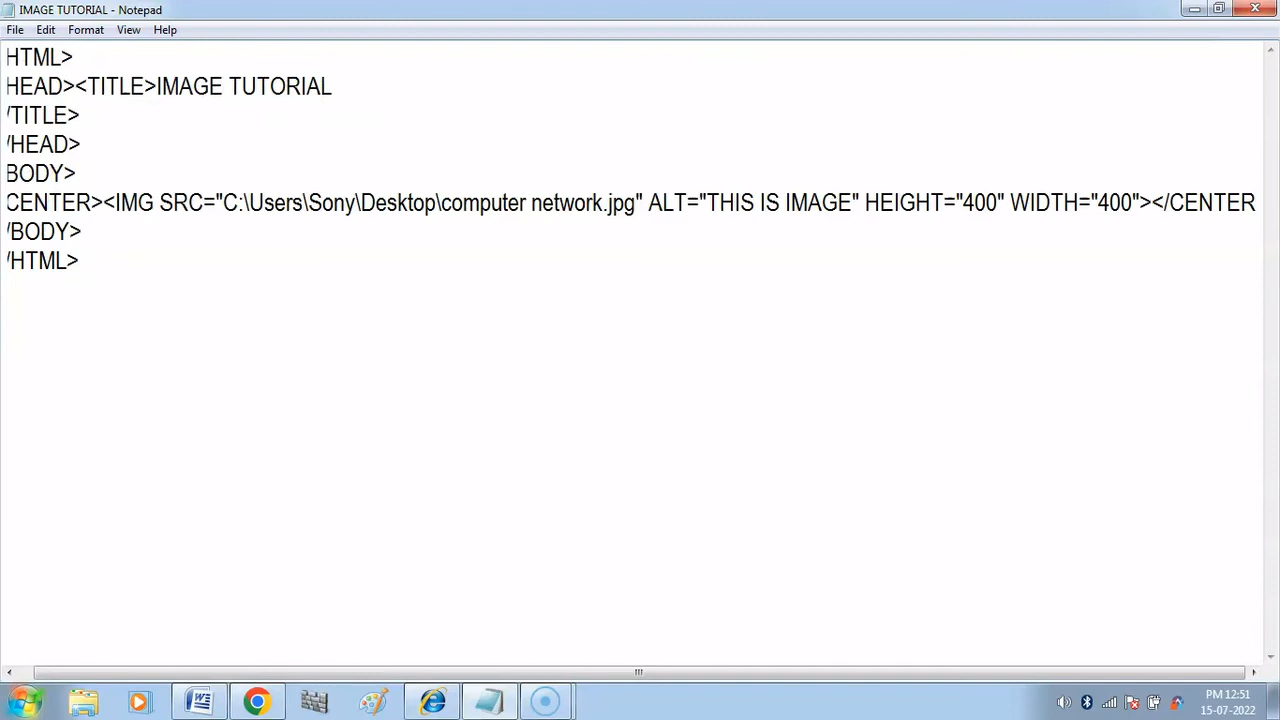 IMAGE TUTORIAL - Notepad
File Edit Format View Help
HTML>
HEAD><TITLE>IMAGE TUTORIAL
/TITLE>
/HEAD>
BODY>
CENTER><IMG SRC="C:\Users\Sony\Desktop\computer network.jpg" ALT="THIS IS IMAGE" HEIGHT="400" WIDTH="400"></CENTER
/BODY>
/HTML>
PM 12:51
15-07-2022